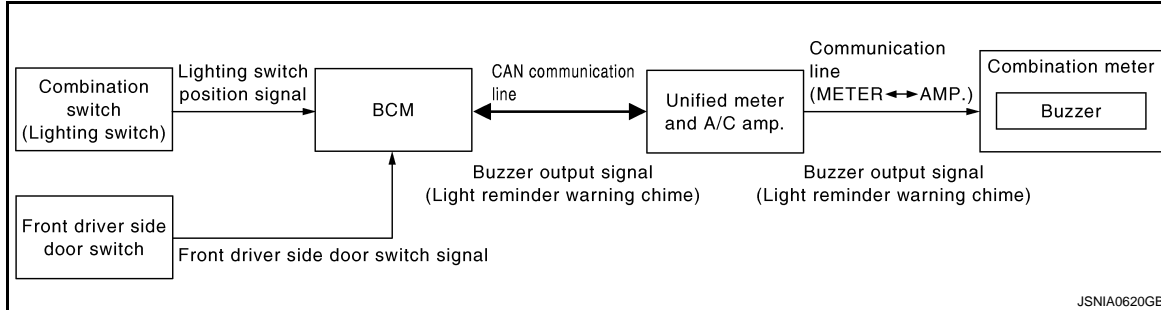 Combination
switch
(Lighting switch)
Lighting switch
position signal
BCM
CAN communication
line
Unified meter
and A/C amp.
Communication
line
(METER ↔ AMP.)
Combination meter
Buzzer
Buzzer output signal
(Light reminder warning chime)
Buzzer output signal
(Light reminder warning chime)
Front driver side
door switch
Front driver side door switch signal
JSNIA0620GB